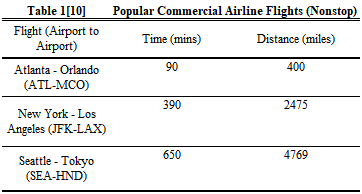 Table 1[10] Popular Commercial Airline Flights (Nonstop)
Flight (Airport to
Airport) Time (mins) Distance (miles)
Atlanta - Orlando
(ATL-MCO) 90 400
New York - Los
Angeles (JFK-LAX) 390 2475
Seattle - Tokyo
(SEA-HND) 650 4769